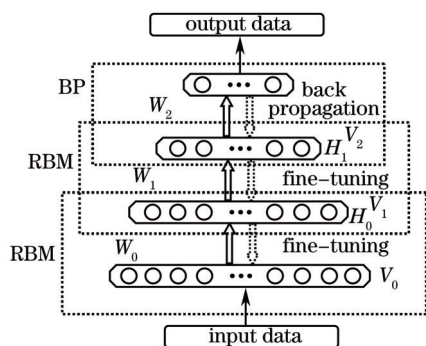 output data
BP
back
propagation
W₂
H₁ V₂
RBM
W₁
fine-tuning
H₀ V₁
RBM
W₀
fine-tuning
V₀
input data